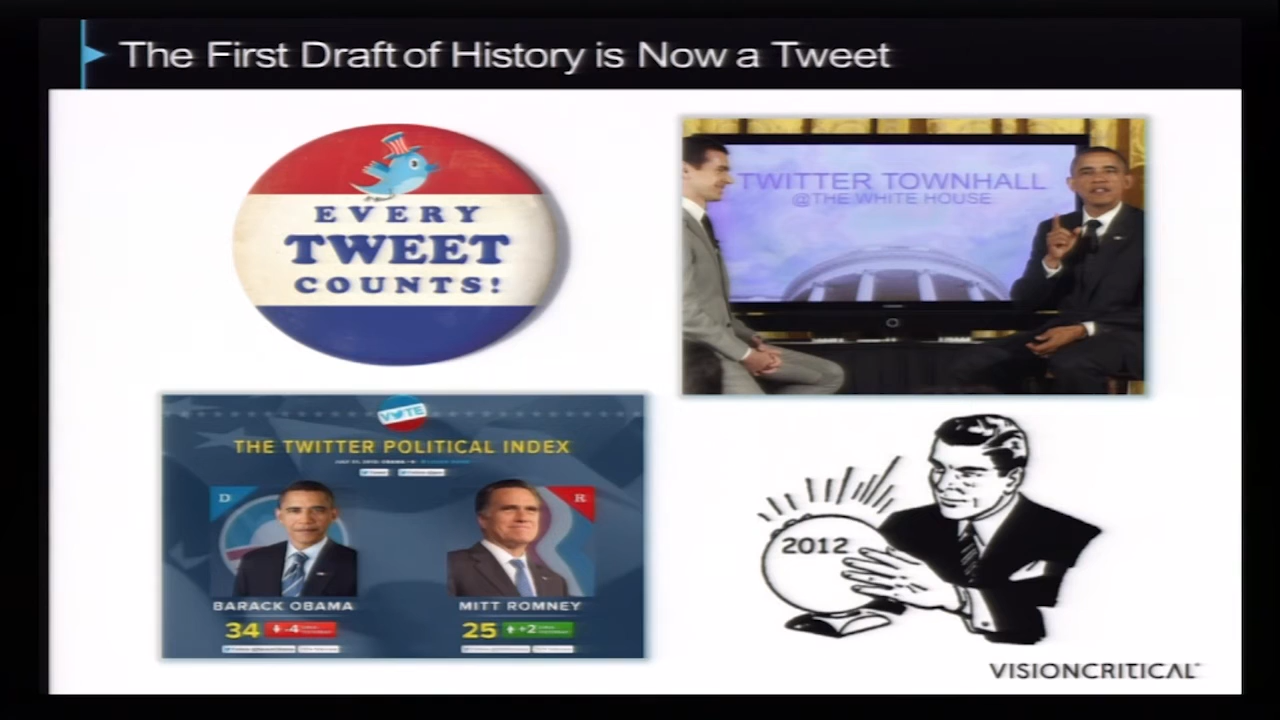 The First Draft of History is Now a Tweet
EVERY
TWEET
COUNTS!
TWITTER TOWNHALL
@THE WHITE HOUSE
VOTE
THE TWITTER POLITICAL INDEX
D
R
BARACK OBAMA
MITT ROMNEY
34
-4
25
+2
2012
VISIONCRITICAL